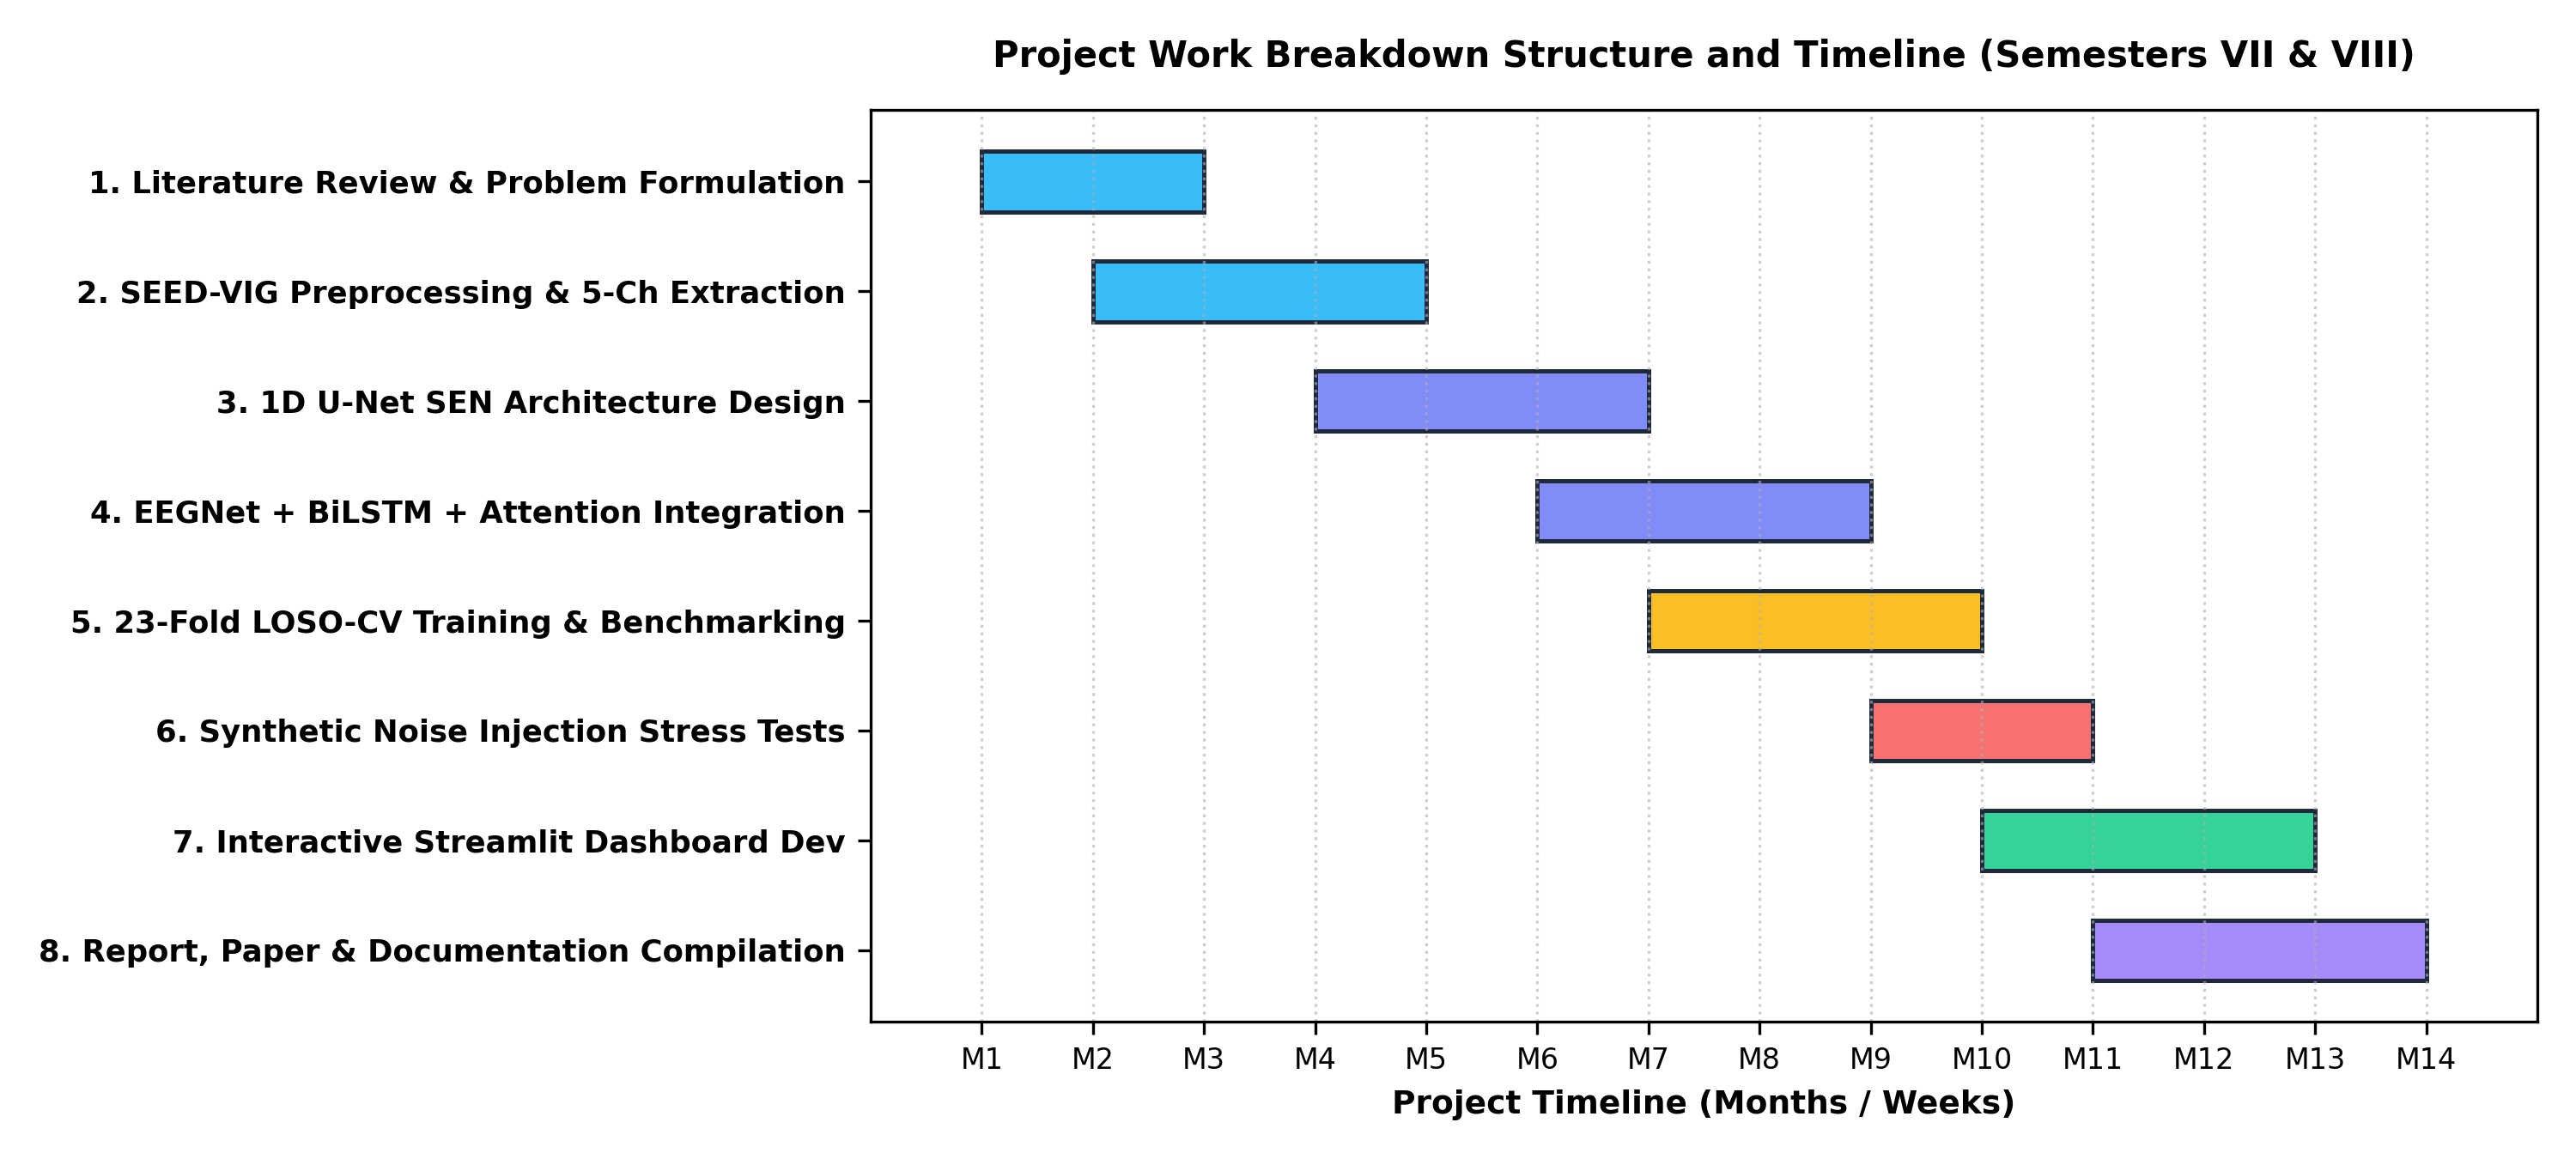 Project Work Breakdown Structure and Timeline (Semesters VII & VIII)
1. Literature Review & Problem Formulation
2. SEED-VIG Preprocessing & 5-Ch Extraction
3. 1D U-Net SEN Architecture Design
4. EEGNet + BiLSTM + Attention Integration
5. 23-Fold LOSO-CV Training & Benchmarking
6. Synthetic Noise Injection Stress Tests
7. Interactive Streamlit Dashboard Dev
8. Report, Paper & Documentation Compilation
M1 M2 M3 M4 M5 M6 M7 M8 M9 M10 M11 M12 M13 M14
Project Timeline (Months / Weeks)